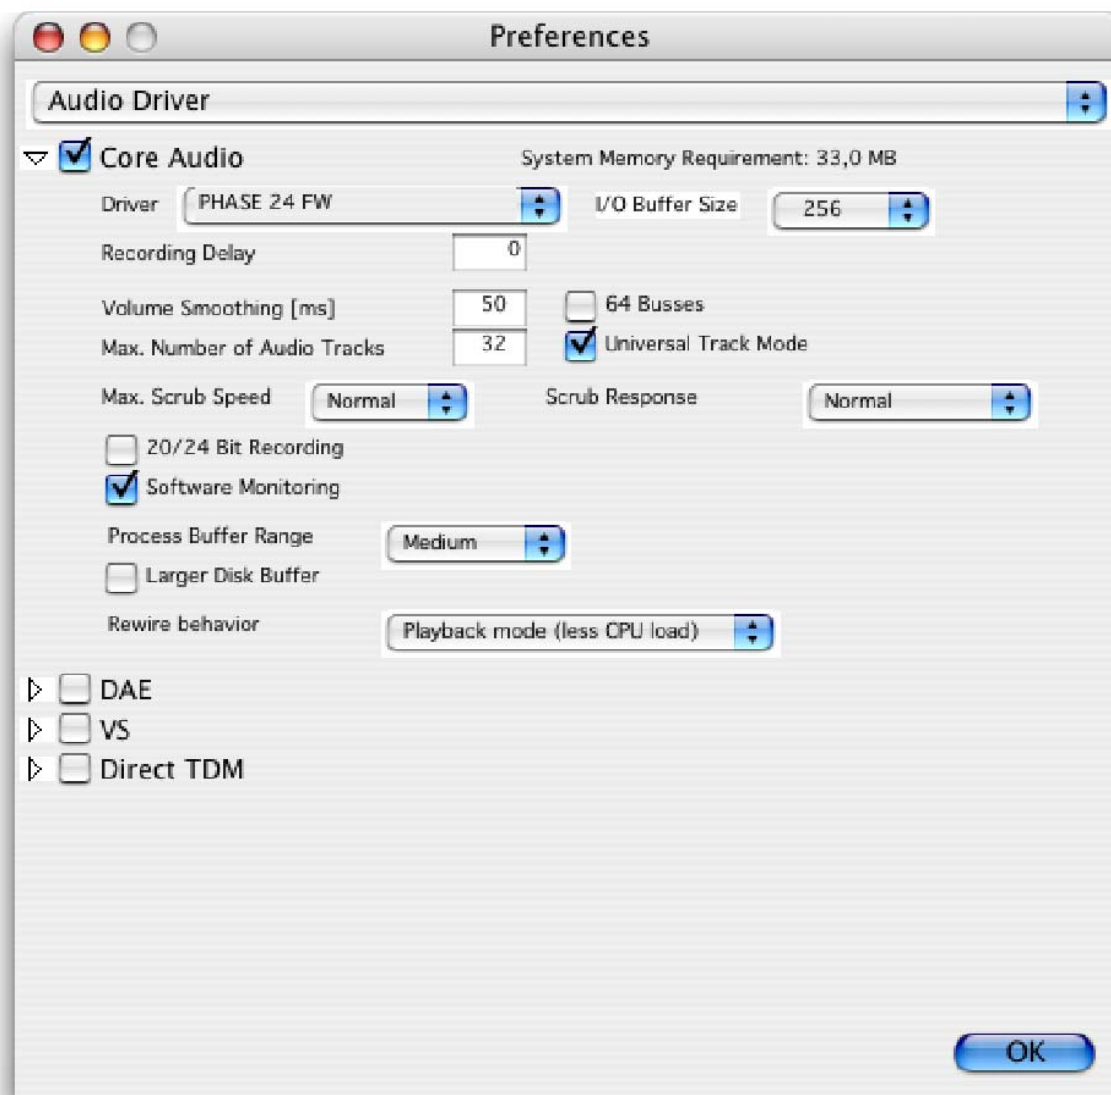 Preferences
Audio Driver
Core Audio System Memory Requirement: 33,0 MB
Driver PHASE 24 FW I/O Buffer Size 256
Recording Delay 0
Volume Smoothing [ms] 50 64 Busses
Max. Number of Audio Tracks 32 Universal Track Mode
Max. Scrub Speed Normal Scrub Response Normal
20/24 Bit Recording
Software Monitoring
Process Buffer Range Medium
Larger Disk Buffer
Rewire behavior Playback mode (less CPU load)
DAE
VS
Direct TDM
OK